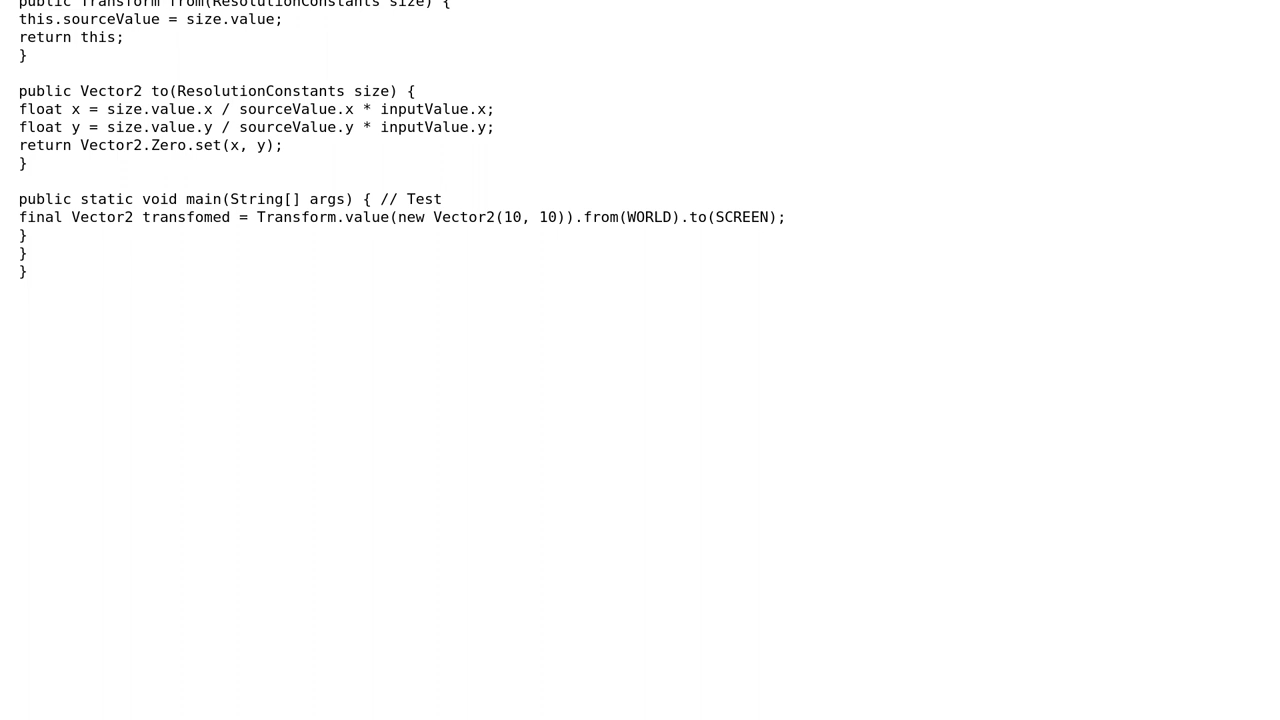 public Transform from(ResolutionConstants size) {
this.sourceValue = size.value;
return this;
}
public Vector2 to(ResolutionConstants size) {
float x = size.value.x / sourceValue.x * inputValue.x;
float y = size.value.y / sourceValue.y * inputValue.y;
return Vector2.Zero.set(x, y);
}
public static void main(String[] args) { // Test
final Vector2 transfomed = Transform.value(new Vector2(10, 10)).from(WORLD).to(SCREEN);
}
}
}